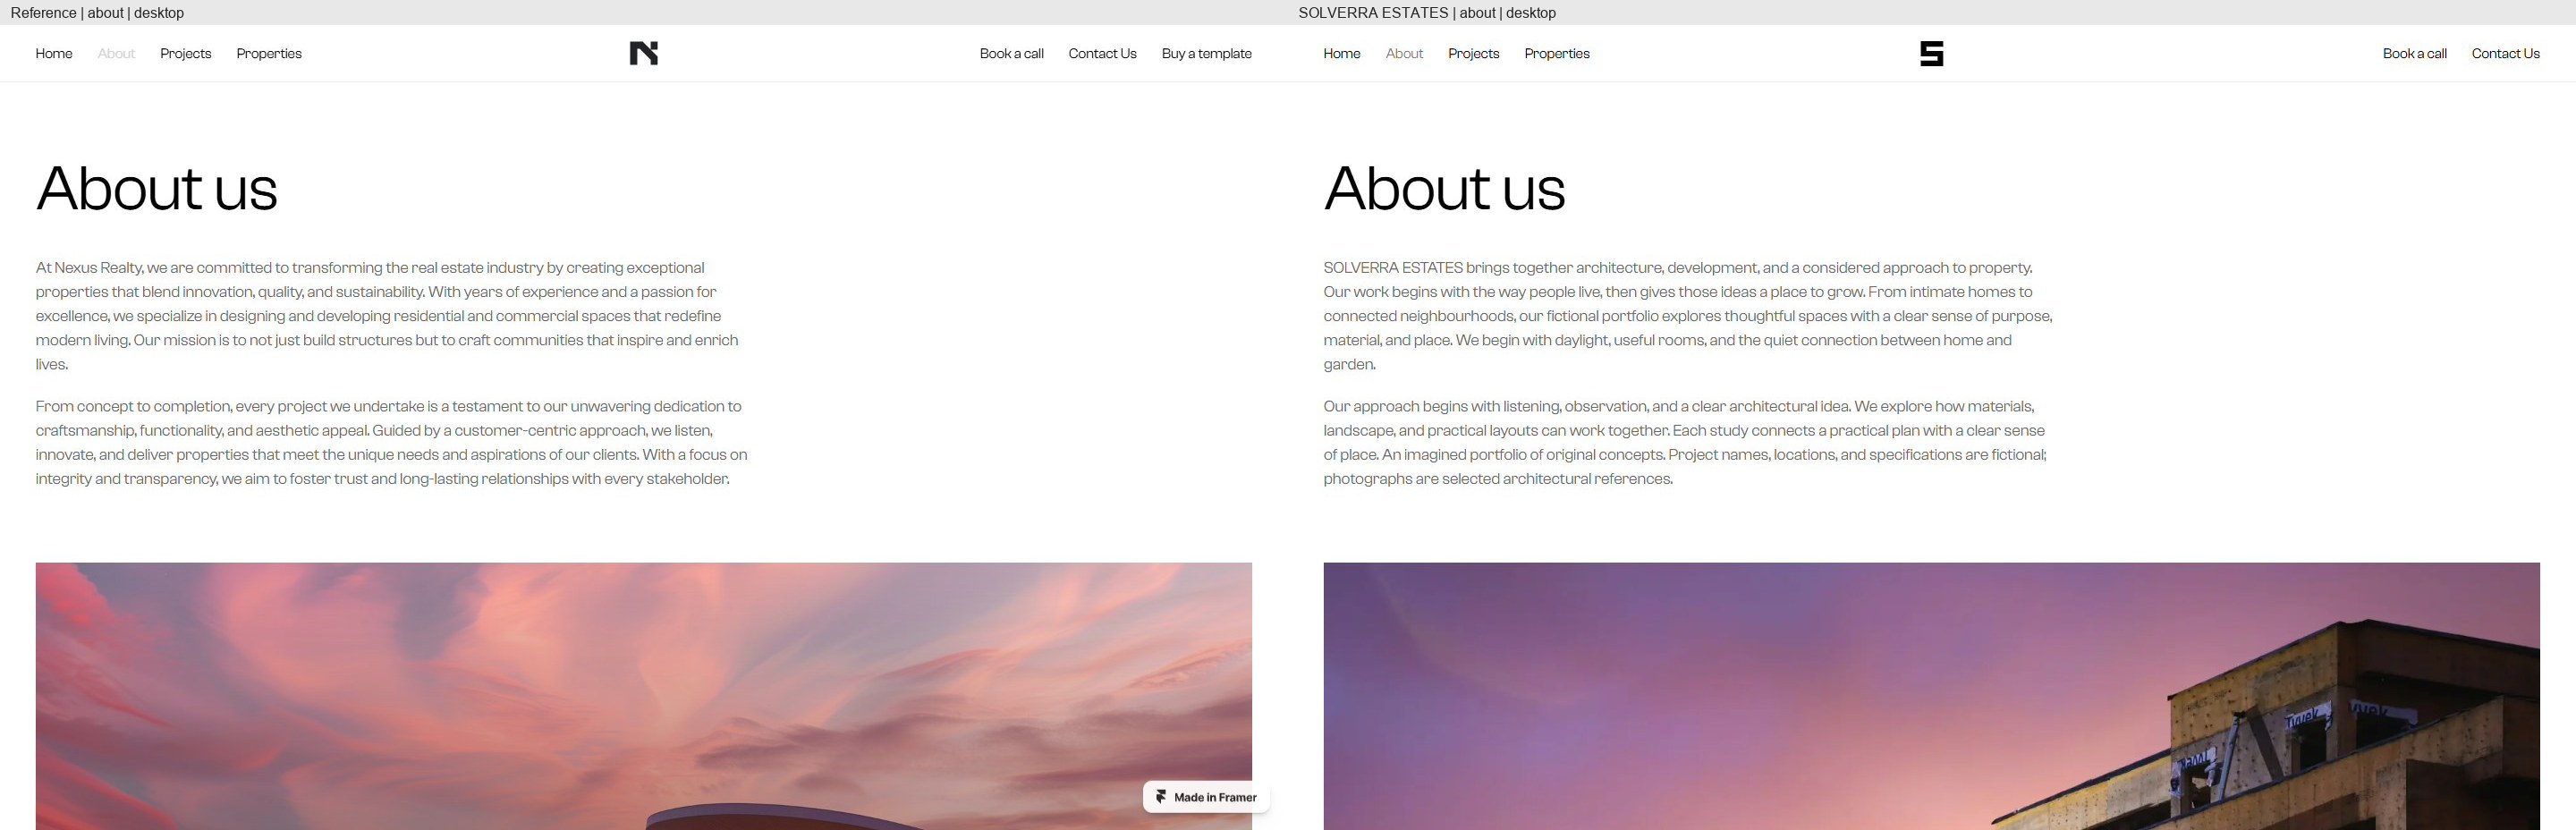 Reference | about | desktop
Home About Projects Properties
Book a call Contact Us Buy a template
About us
At Nexus Realty, we are committed to transforming the real estate industry by creating exceptional
properties that blend innovation, quality, and sustainability. With years of experience and a passion for
excellence, we specialize in designing and developing residential and commercial spaces that redefine
modern living. Our mission is to not just build structures but to craft communities that inspire and enrich
lives.
From concept to completion, every project we undertake is a testament to our unwavering dedication to
craftsmanship, functionality, and aesthetic appeal. Guided by a customer-centric approach, we listen,
innovate, and deliver properties that meet the unique needs and aspirations of our clients. With a focus on
integrity and transparency, we aim to foster trust and long-lasting relationships with every stakeholder.
Made in Framer
SOLVERRA ESTATES | about | desktop
Home About Projects Properties
S
Book a call Contact Us
About us
SOLVERRA ESTATES brings together architecture, development, and a considered approach to property.
Our work begins with the way people live, then gives those ideas a place to grow. From intimate homes to
connected neighbourhoods, our fictional portfolio explores thoughtful spaces with a clear sense of purpose,
material, and place. We begin with daylight, useful rooms, and the quiet connection between home and
garden.
Our approach begins with listening, observation, and a clear architectural idea. We explore how materials,
landscape, and practical layouts can work together. Each study connects a practical plan with a clear sense
of place. An imagined portfolio of original concepts. Project names, locations, and specifications are fictional;
photographs are selected architectural references.
Tyvek